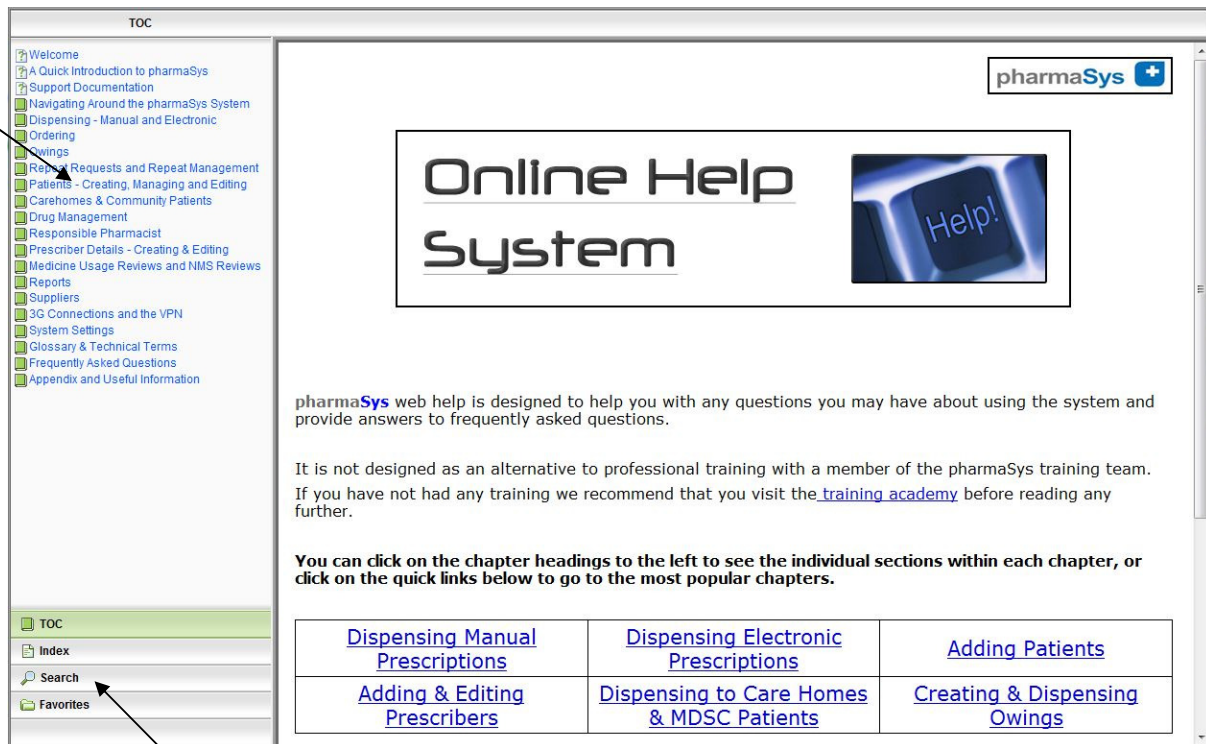 TOC
Welcome
A Quick Introduction to pharmaSys
Support Documentation
Navigating Around the pharmaSys System
Dispensing - Manual and Electronic
Ordering
Owings
Repeat Requests and Repeat Management
Patients - Creating, Managing and Editing
Carehomes & Community Patients
Drug Management
Responsible Pharmacist
Prescriber Details - Creating & Editing
Medicine Usage Reviews and NMS Reviews
Reports
Suppliers
3G Connections and the VPN
System Settings
Glossary & Technical Terms
Frequently Asked Questions
Appendix and Useful Information
TOC
Index
Search
Favorites
pharmaSys
Online Help
System
Help!
pharmaSys web help is designed to help you with any questions you may have about using the system and
provide answers to frequently asked questions.
It is not designed as an alternative to professional training with a member of the pharmaSys training team.
If you have not had any training we recommend that you visit the training academy before reading any
further.
You can click on the chapter headings to the left to see the individual sections within each chapter, or
click on the quick links below to go to the most popular chapters.
Dispensing Manual
Prescriptions
Dispensing Electronic
Prescriptions
Adding Patients
Adding & Editing
Prescribers
Dispensing to Care Homes
& MDSC Patients
Creating & Dispensing
Owings